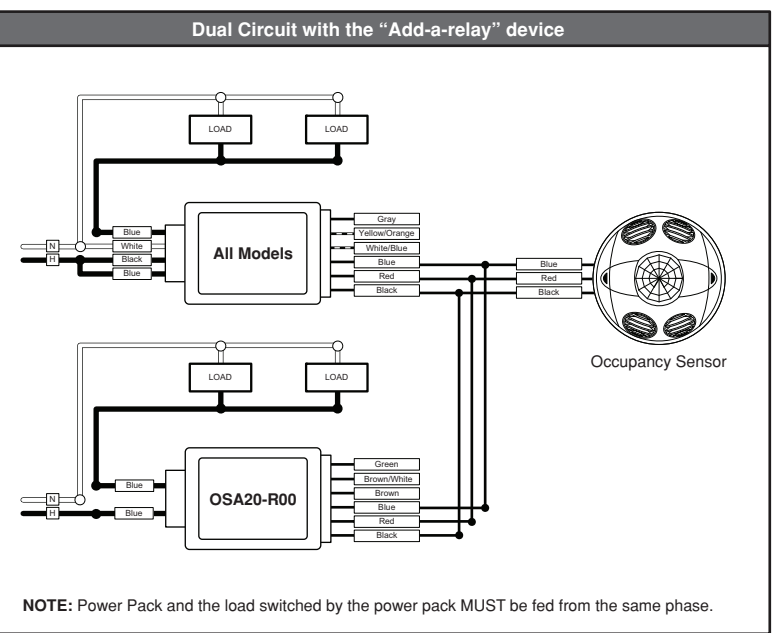 Dual Circuit with the “Add-a-relay” device
LOAD
LOAD
Blue
White
Black
Blue
N
H
All Models
Gray
Yellow/Orange
White/Blue
Blue
Red
Black
Blue
Red
Black
Occupancy Sensor
LOAD
LOAD
Blue
Blue
N
H
OSA20-R00
Green
Brown/White
Brown
Blue
Red
Black
NOTE: Power Pack and the load switched by the power pack MUST be fed from the same phase.